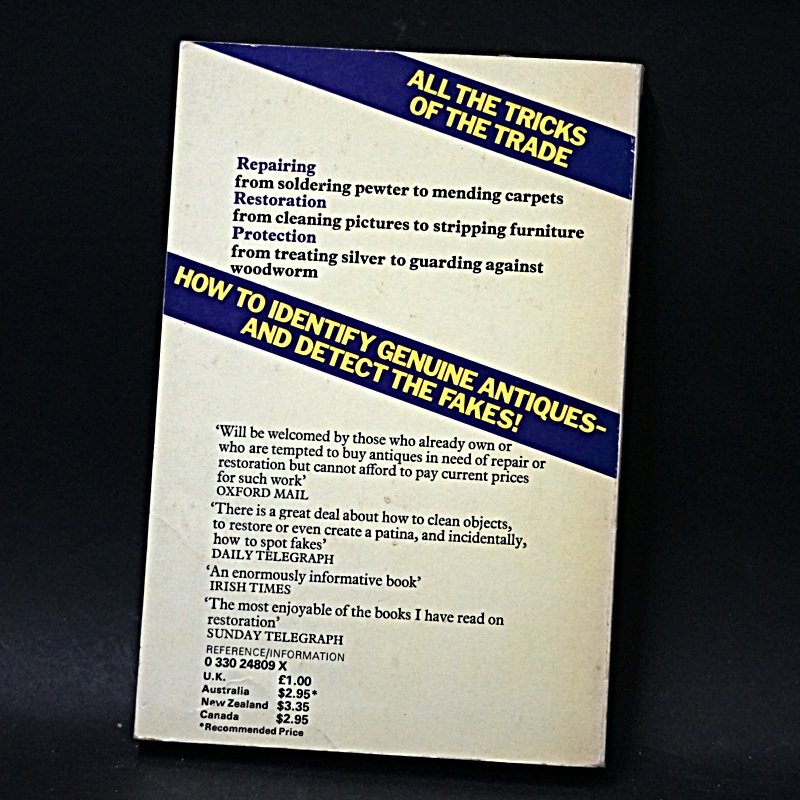 ALL THE TRICKS
OF THE TRADE
Repairing
from soldering pewter to mending carpets
Restoration
from cleaning pictures to stripping furniture
Protection
from treating silver to guarding against
woodworm
HOW TO IDENTIFY GENUINE ANTIQUES–
AND DETECT THE FAKES!
‘Will be welcomed by those who already own or
who are tempted to buy antiques in need of repair or
restoration but cannot afford to pay current prices
for such work’
OXFORD MAIL
‘There is a great deal about how to clean objects,
to restore or even create a patina, and incidentally,
how to spot fakes’
DAILY TELEGRAPH
‘An enormously informative book’
IRISH TIMES
‘The most enjoyable of the books I have read on
restoration’
SUNDAY TELEGRAPH
REFERENCE/INFORMATION
0 330 24809 X
U.K. £1.00
Australia $2.95*
New Zealand $3.35
Canada $2.95
*Recommended Price